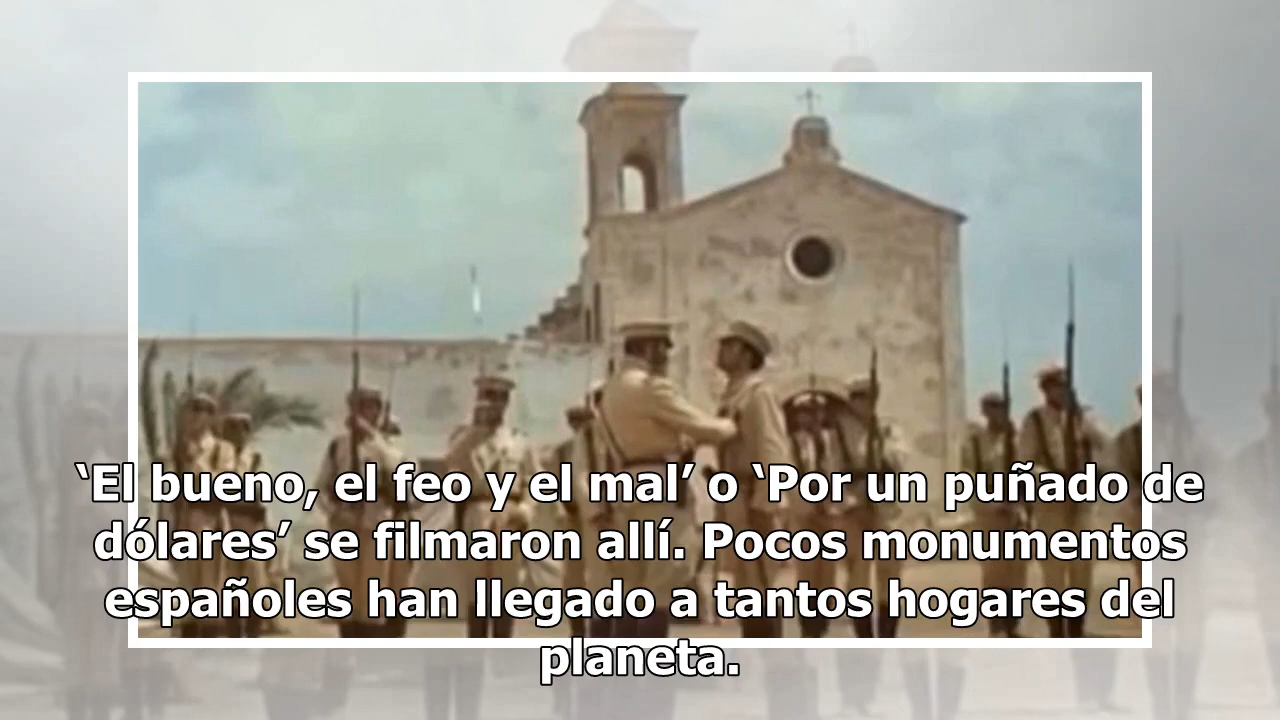 ‘El bueno, el feo y el mal’ o ‘Por un puñado de
dólares’ se filmaron allí. Pocos monumentos
españoles han llegado a tantos hogares del
planeta.